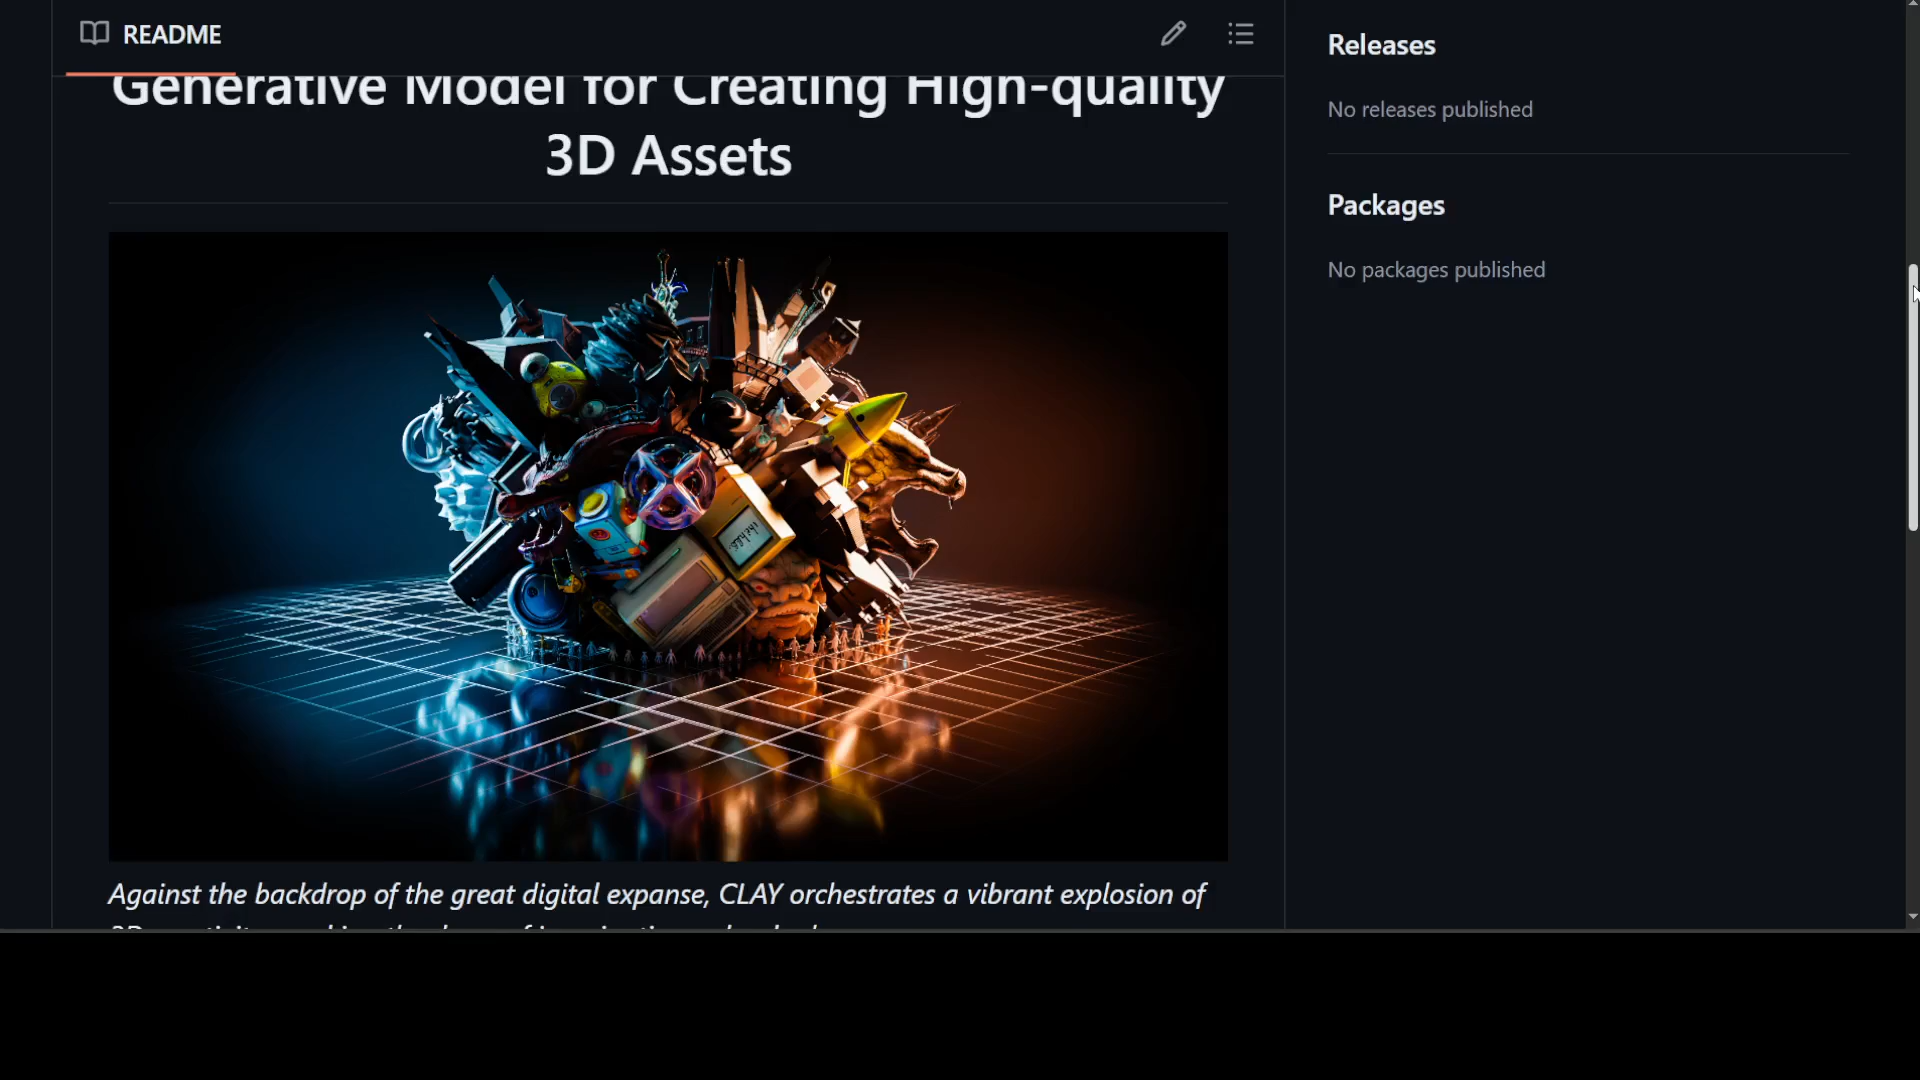 README
Generative Model for Creating High-quality
3D Assets
Against the backdrop of the great digital expanse, CLAY orchestrates a vibrant explosion of
Releases
No releases published
Packages
No packages published